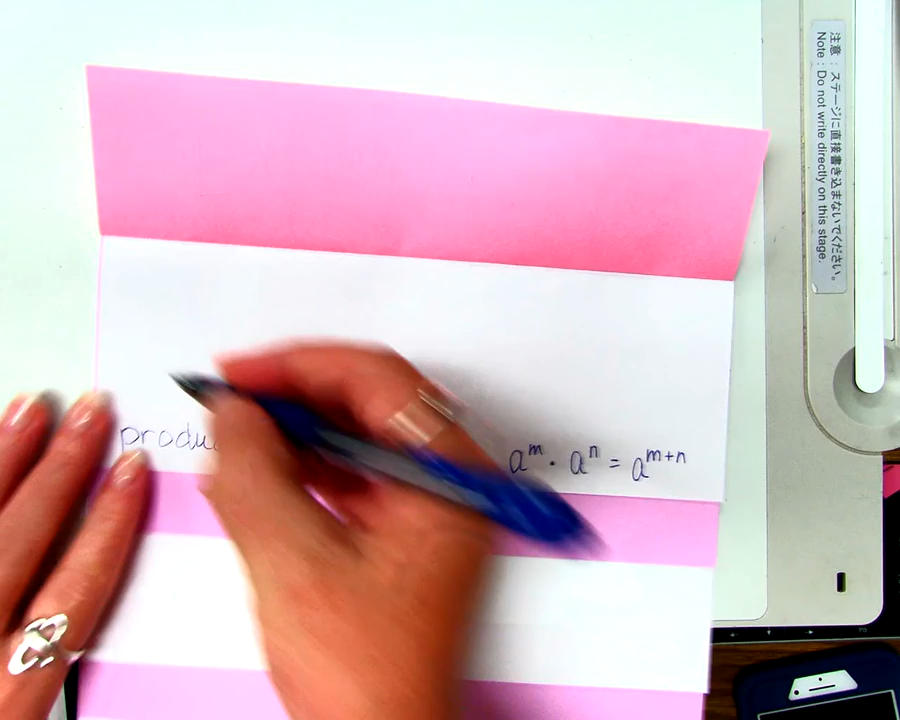 注意：ステージに直接書き込まないでください。
Note : Do not write directly on this stage.
a^m · a^n = a^{m+n}